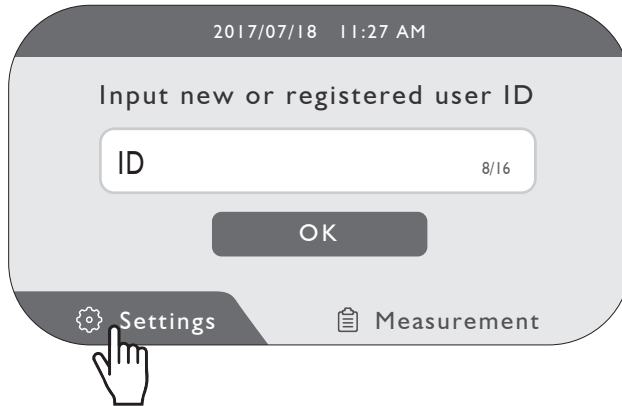 2017/07/18 11:27 AM
Input new or registered user ID
ID 8/16
OK
Settings Measurement